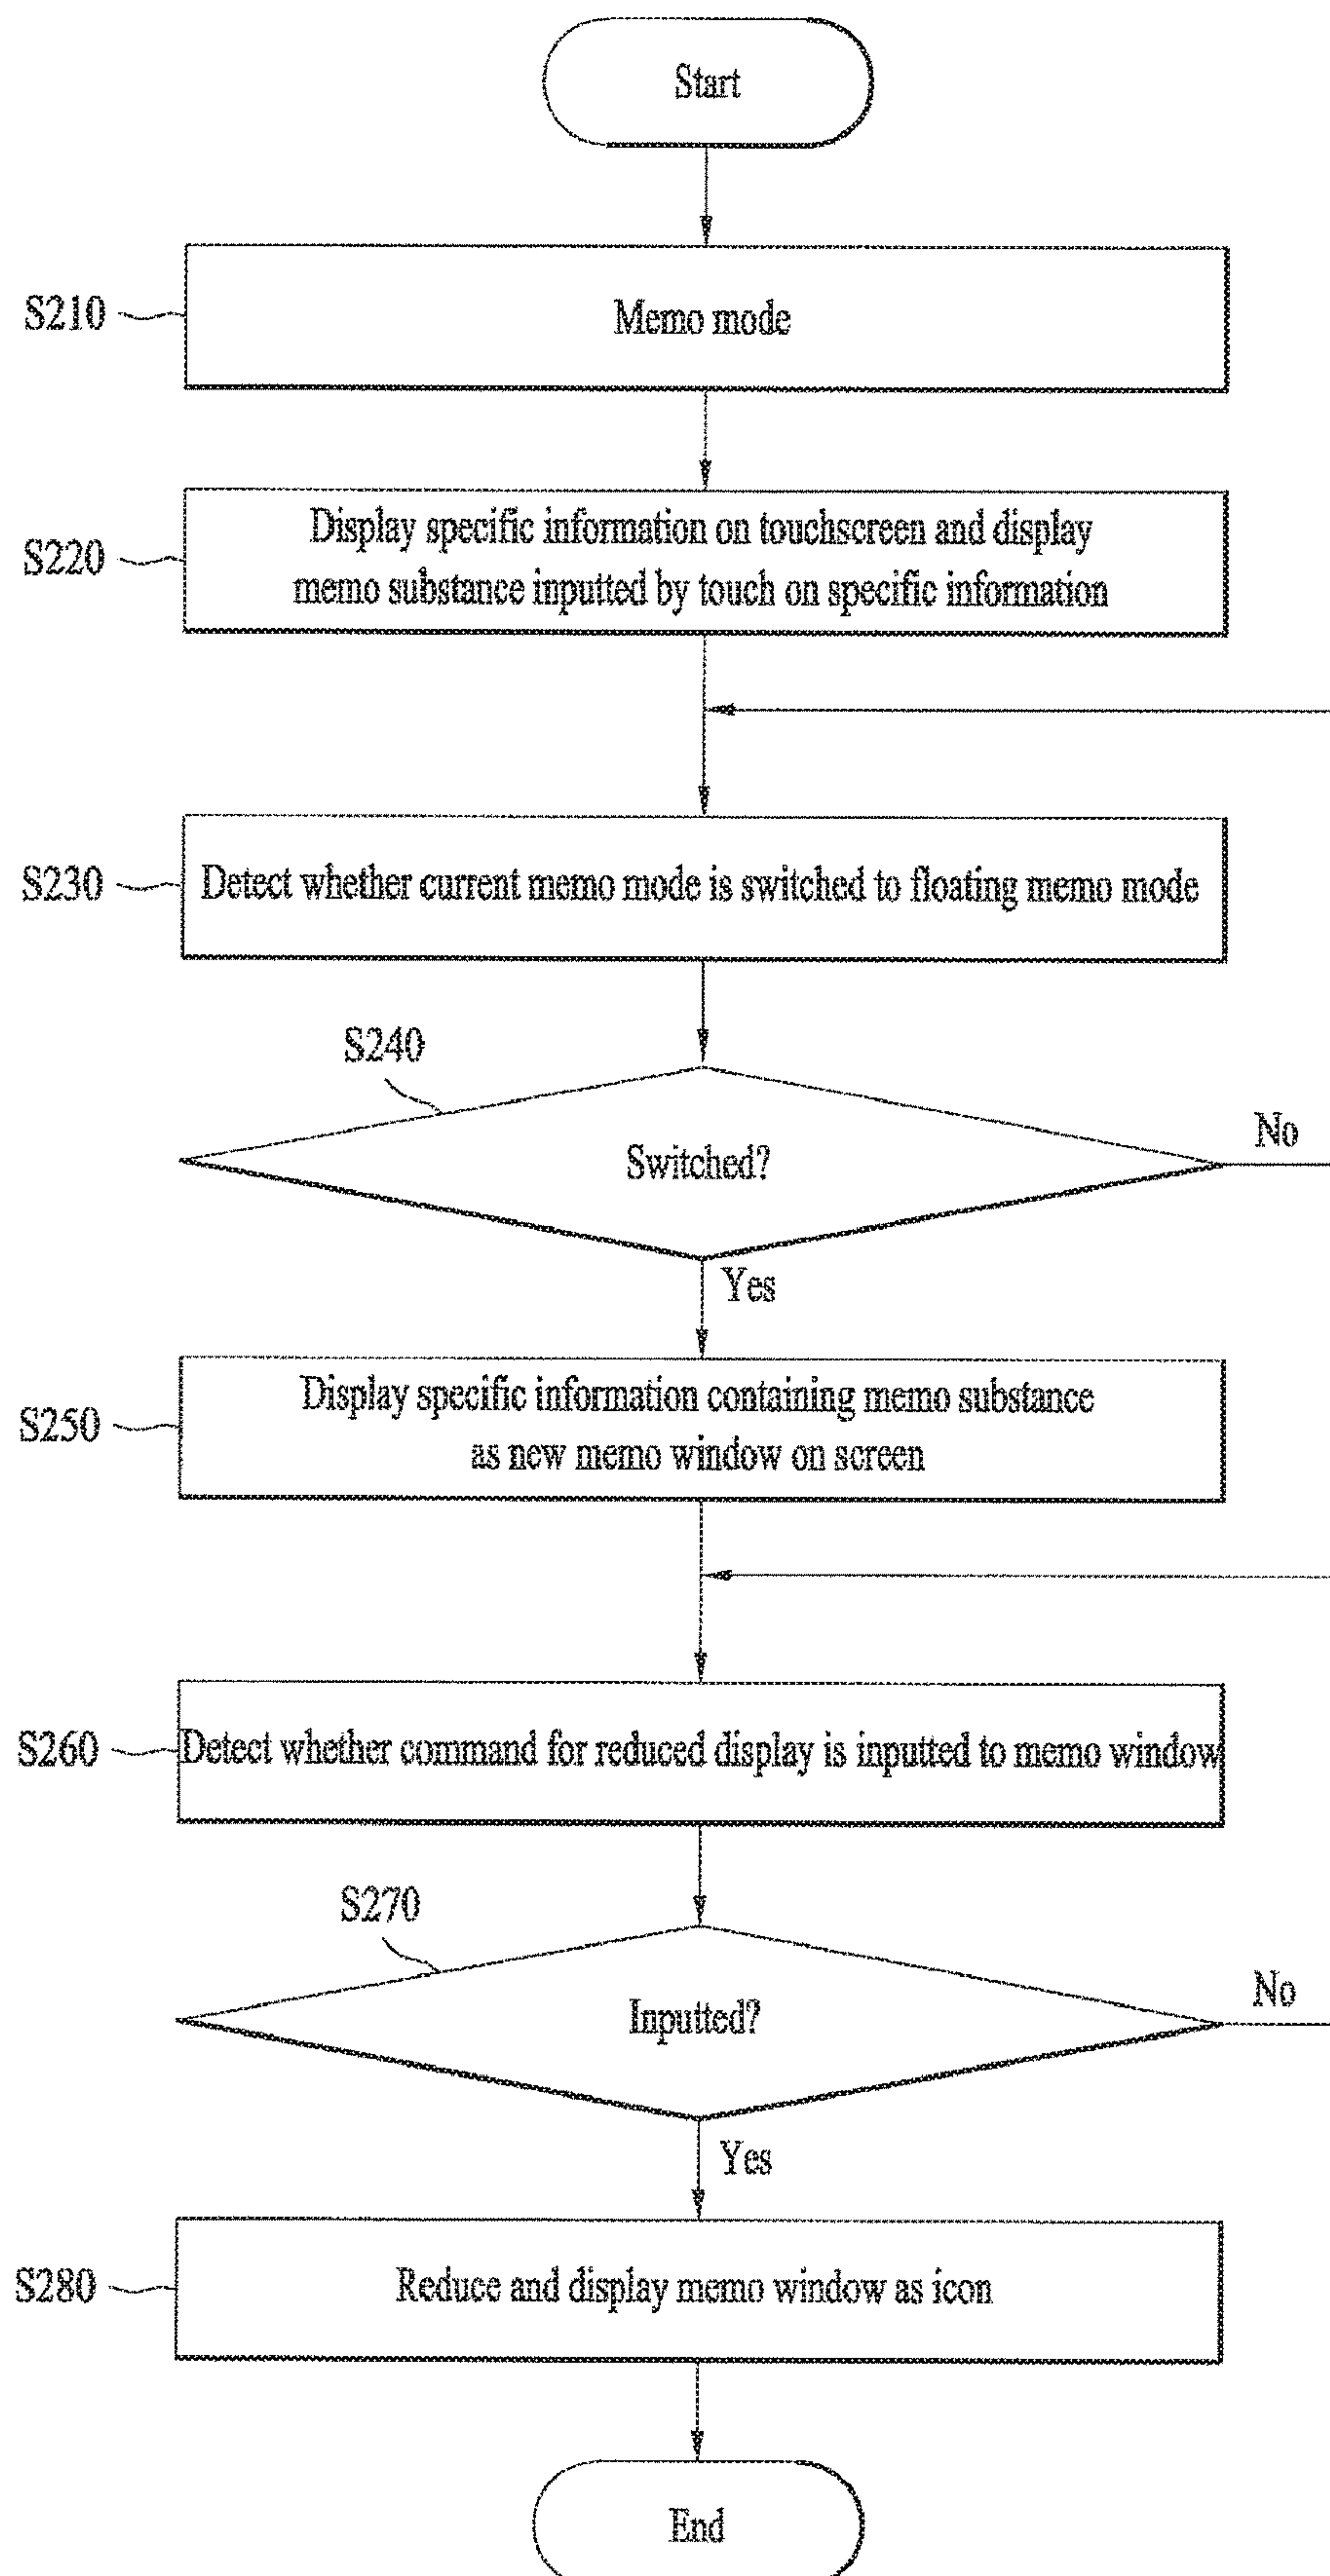 Start
S210
Memo mode
S220
Display specific information on touchscreen and display
memo substance inputted by touch on specific information
S230
Detect whether current memo mode is switched to floating memo mode
S240
Switched?
No
Yes
S250
Display specific information containing memo substance
as new memo window on screen
S260
Detect whether command for reduced display is inputted to memo window
S270
Inputted?
No
Yes
S280
Reduce and display memo window as icon
End